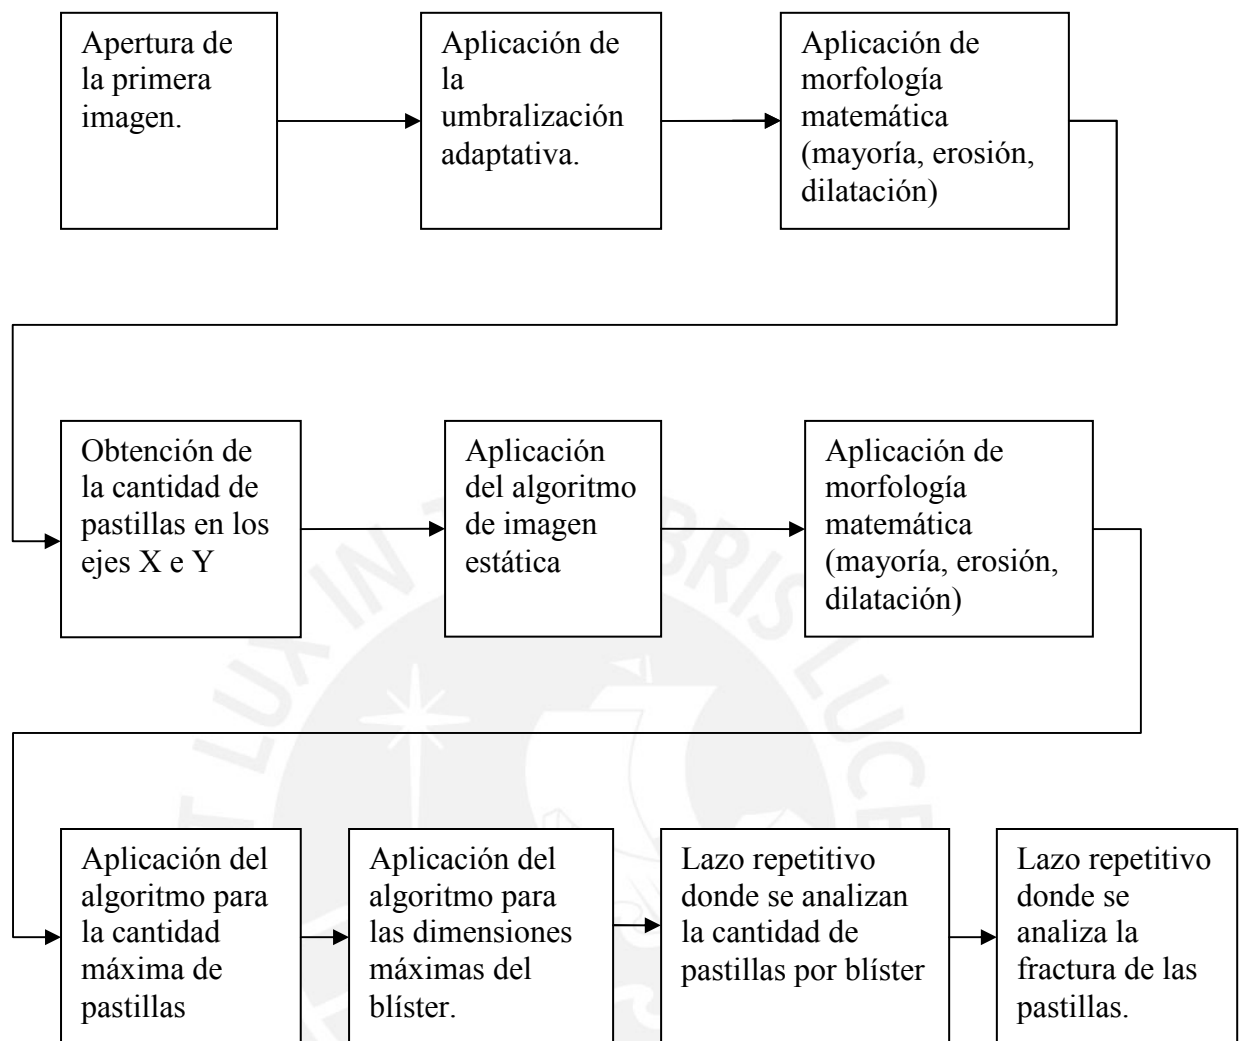 Apertura de
la primera
imagen.
Aplicación de
la
umbralización
adaptativa.
Aplicación de
morfología
matemática
(mayoría, erosión,
dilatación)
Obtención de
la cantidad de
pastillas en los
ejes X e Y
Aplicación
del algoritmo
de imagen
estática
Aplicación de
morfología
matemática
(mayoría, erosión,
dilatación)
Aplicación del
algoritmo para
la cantidad
máxima de
pastillas
Aplicación del
algoritmo para
las dimensiones
máximas del
blíster.
Lazo repetitivo
donde se analizan
la cantidad de
pastillas por blíster
Lazo repetitivo
donde se
analiza la
fractura de las
pastillas.